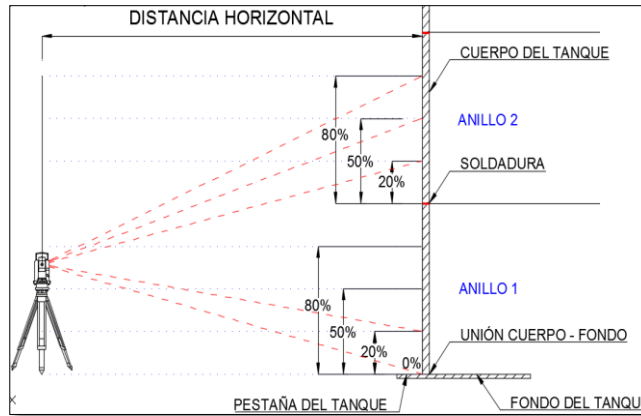 DISTANCIA HORIZONTAL
CUERPO DEL TANQUE
ANILLO 2
80%
50%
20%
SOLDADURA
ANILLO 1
80%
50%
20%
0%
UNIÓN CUERPO - FONDO
PESTAÑA DEL TANQUE
FONDO DEL TANQU
X